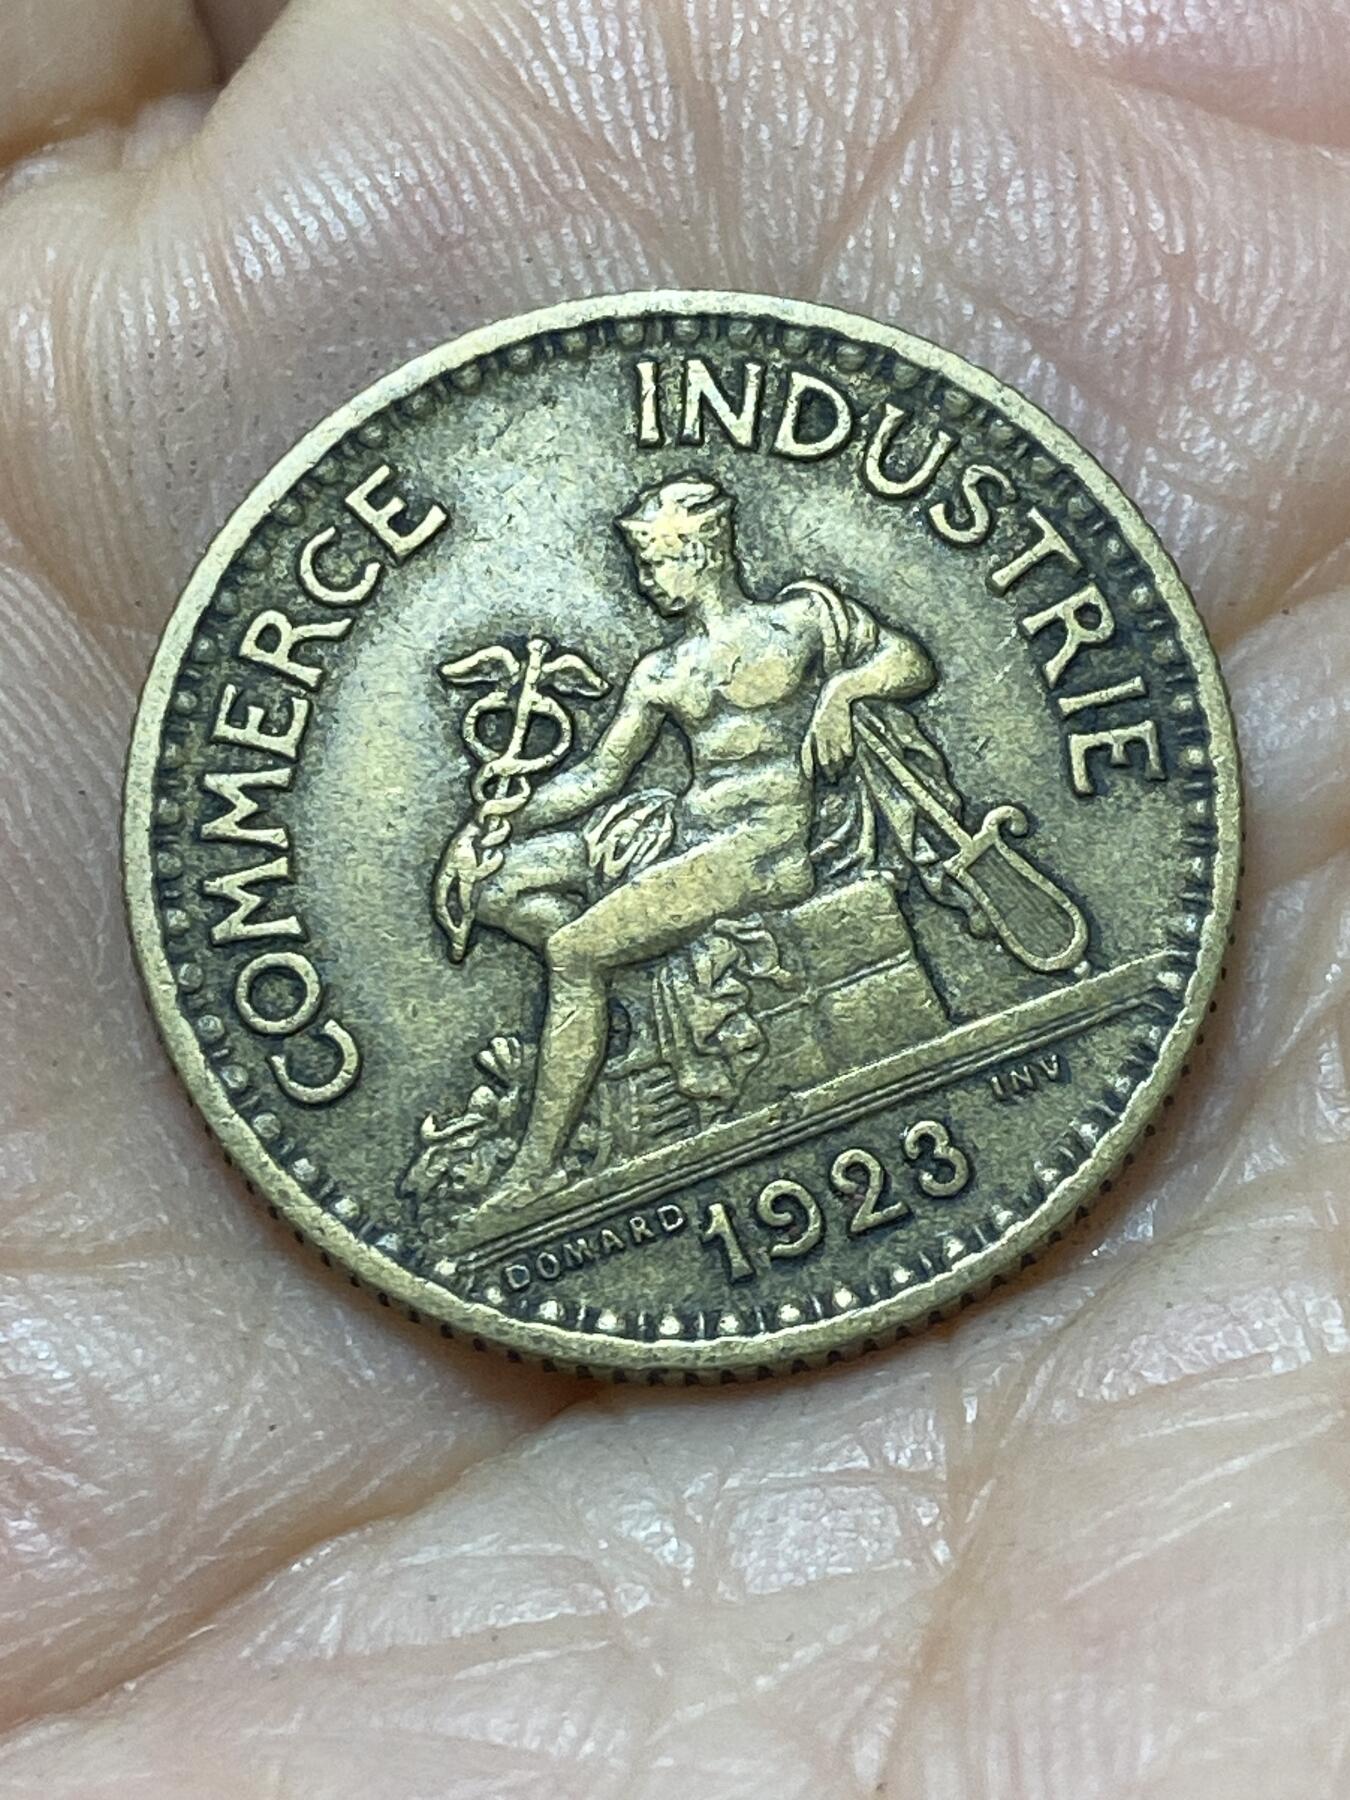 COMMERCE INDUSTRIE
DOMARD INV
1923